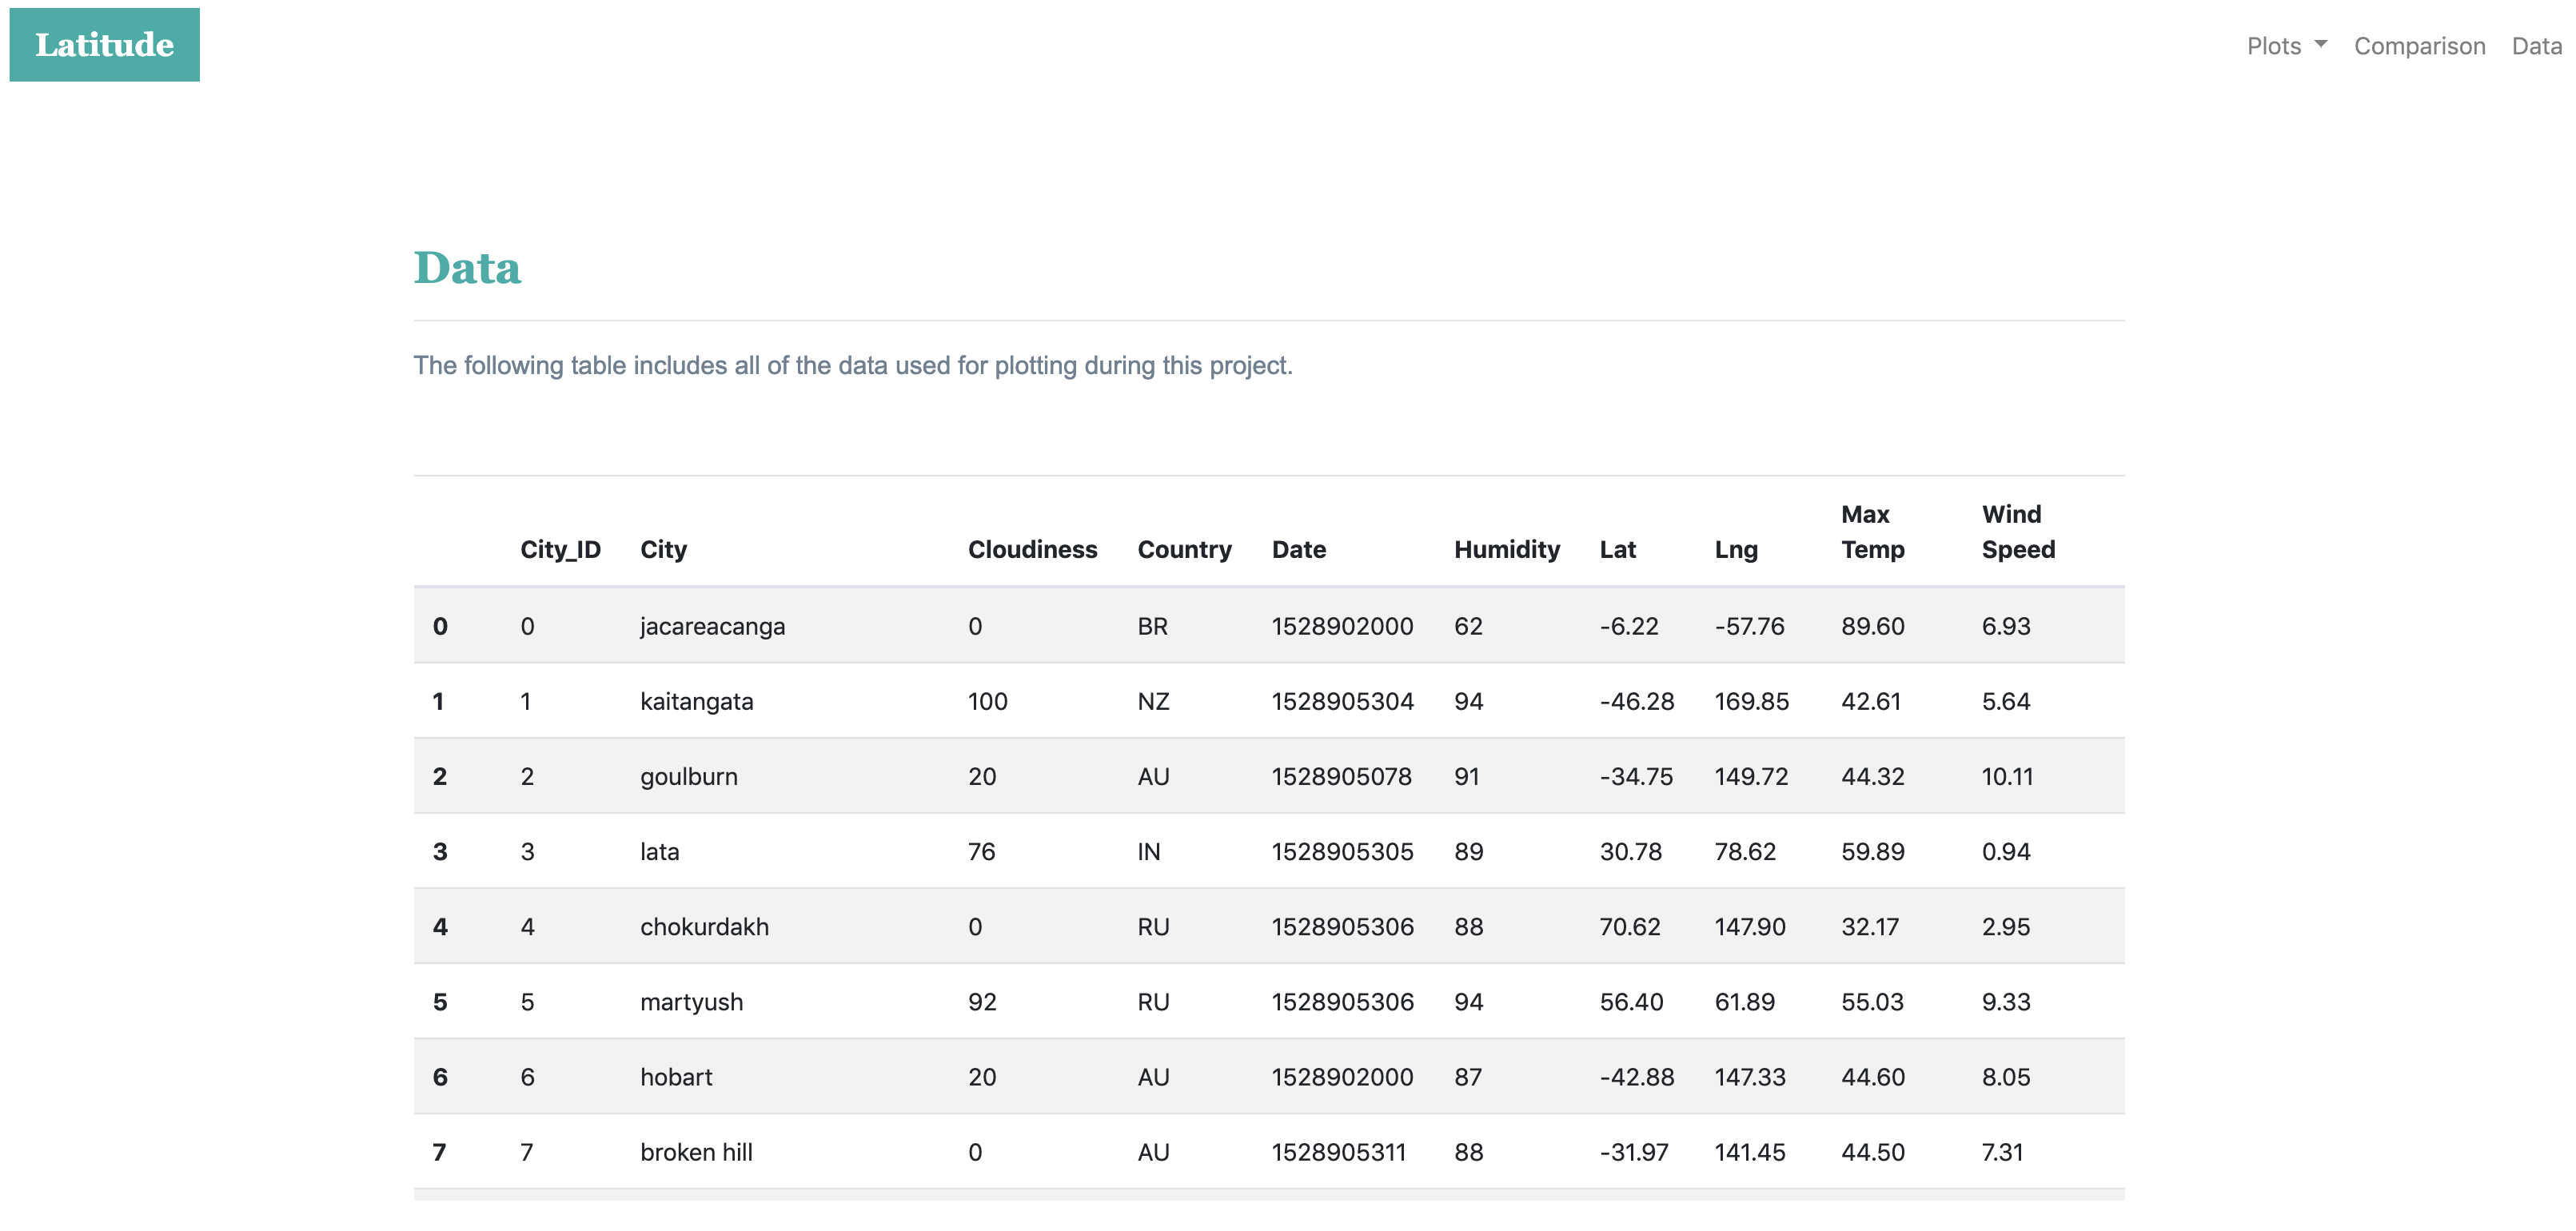 Latitude
Plots Comparison Data
Data
The following table includes all of the data used for plotting during this project.
City_ID City Cloudiness Country Date Humidity Lat Lng Max Temp Wind Speed
0 0 jacareacanga 0 BR 1528902000 62 -6.22 -57.76 89.60 6.93
1 1 kaitangata 100 NZ 1528905304 94 -46.28 169.85 42.61 5.64
2 2 goulburn 20 AU 1528905078 91 -34.75 149.72 44.32 10.11
3 3 lata 76 IN 1528905305 89 30.78 78.62 59.89 0.94
4 4 chokurdakh 0 RU 1528905306 88 70.62 147.90 32.17 2.95
5 5 martyush 92 RU 1528905306 94 56.40 61.89 55.03 9.33
6 6 hobart 20 AU 1528902000 87 -42.88 147.33 44.60 8.05
7 7 broken hill 0 AU 1528905311 88 -31.97 141.45 44.50 7.31